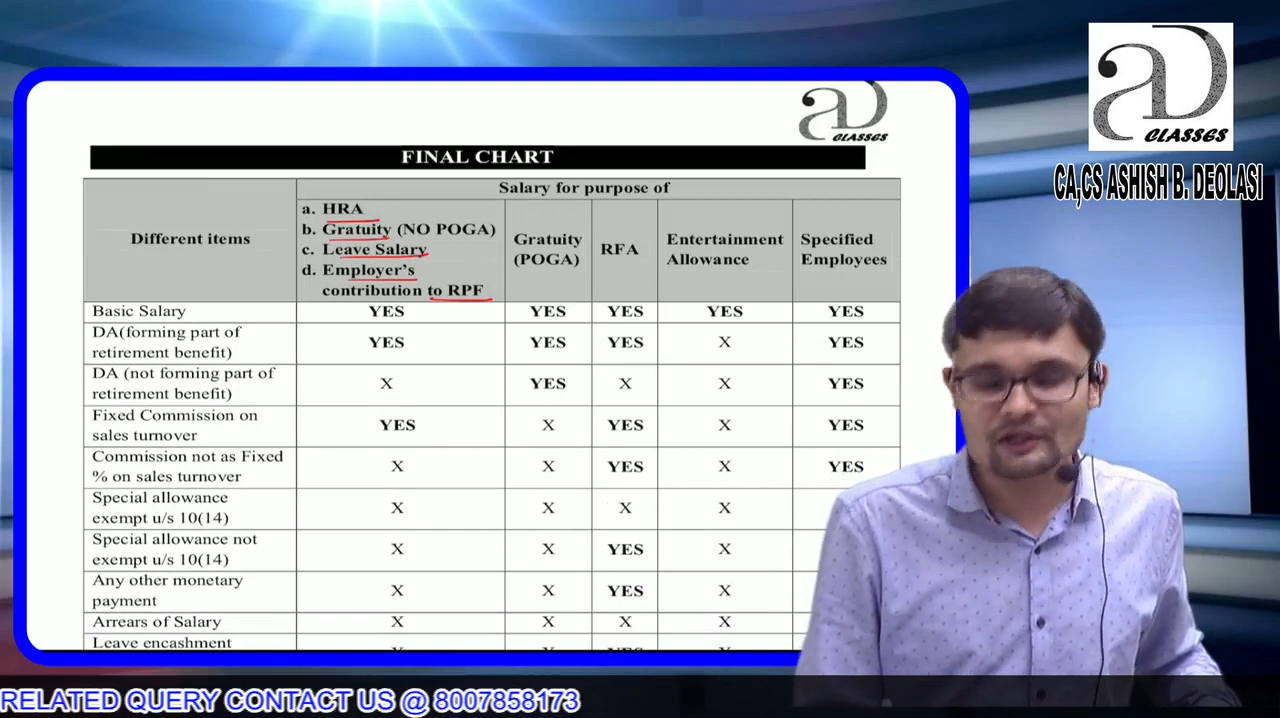 aD
CLASSES
aD
CLASSES
CA,CS ASHISH B. DEOLASI
FINAL CHART
Different items
Salary for purpose of
a. HRA
b. Gratuity (NO POGA)
c. Leave Salary
d. Employer's
contribution to RPF
Gratuity
(POGA)
RFA
Entertainment
Allowance
Specified
Employees
Basic Salary YES YES YES YES YES
DA(forming part of
retirement benefit) YES YES YES X YES
DA (not forming part of
retirement benefit) X YES X X YES
Fixed Commission on
sales turnover YES X YES X YES
Commission not as Fixed
% on sales turnover X X YES X YES
Special allowance
exempt u/s 10(14) X X X X
Special allowance not
exempt u/s 10(14) X X YES X
Any other monetary
payment X X YES X
Arrears of Salary X X X X
Leave encashment
RELATED QUERY CONTACT US @ 8007858173